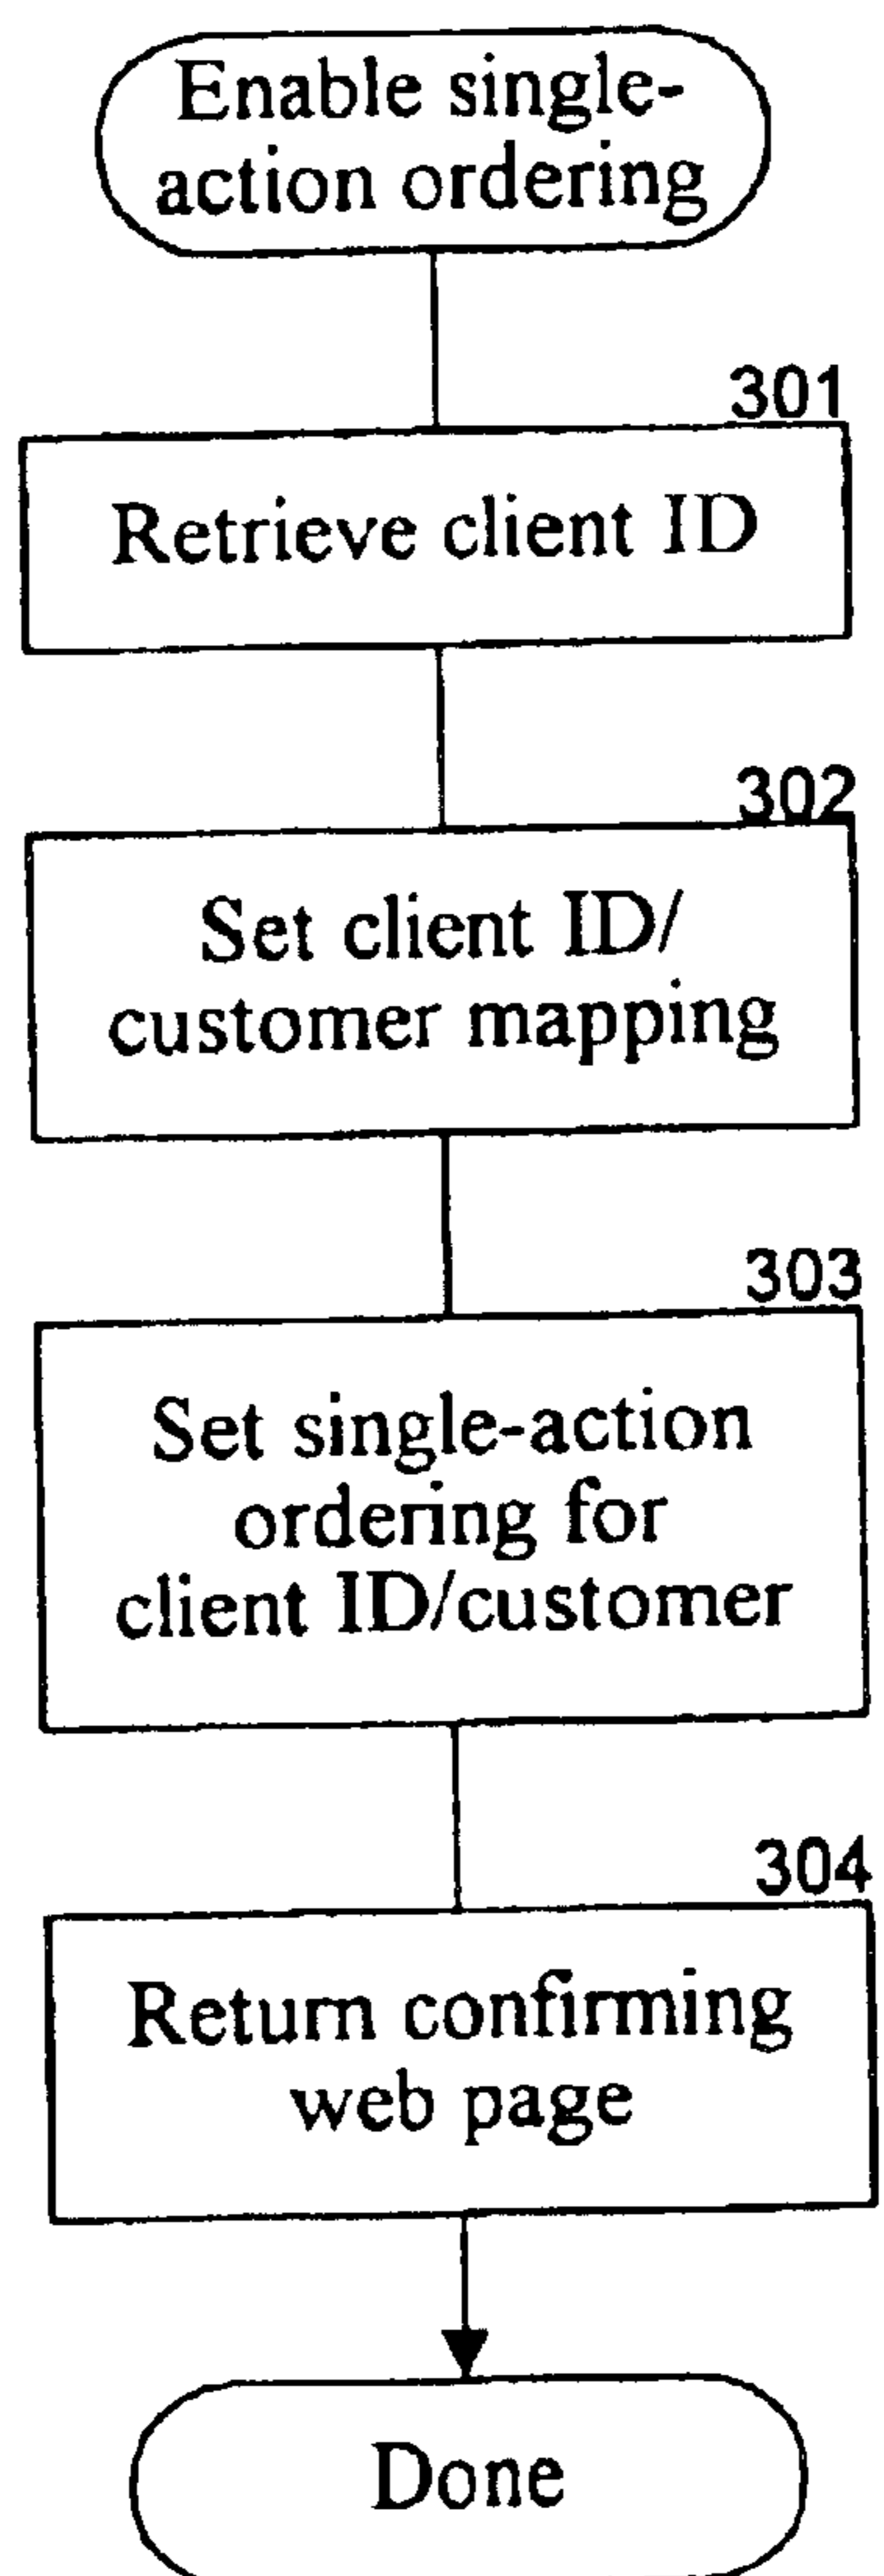 Enable single-
action ordering
301
Retrieve client ID
302
Set client ID/
customer mapping
303
Set single-action
ordering for
client ID/customer
304
Return confirming
web page
Done